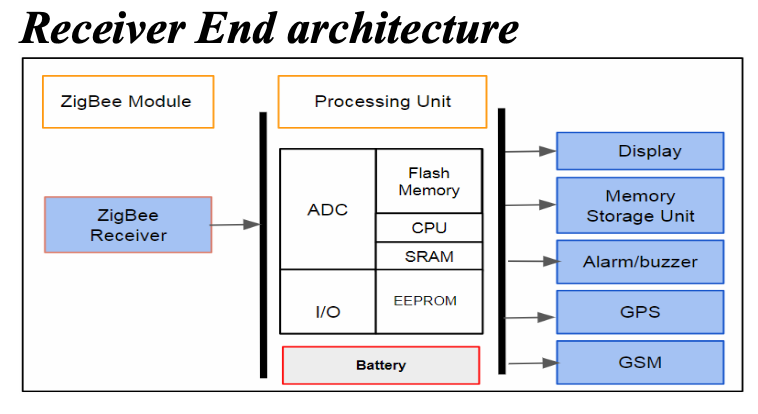 Receiver End architecture
ZigBee Module
ZigBee
Receiver
Processing Unit
ADC
Flash
Memory
CPU
SRAM
I/O
EEPROM
Battery
Display
Memory
Storage Unit
Alarm/buzzer
GPS
GSM